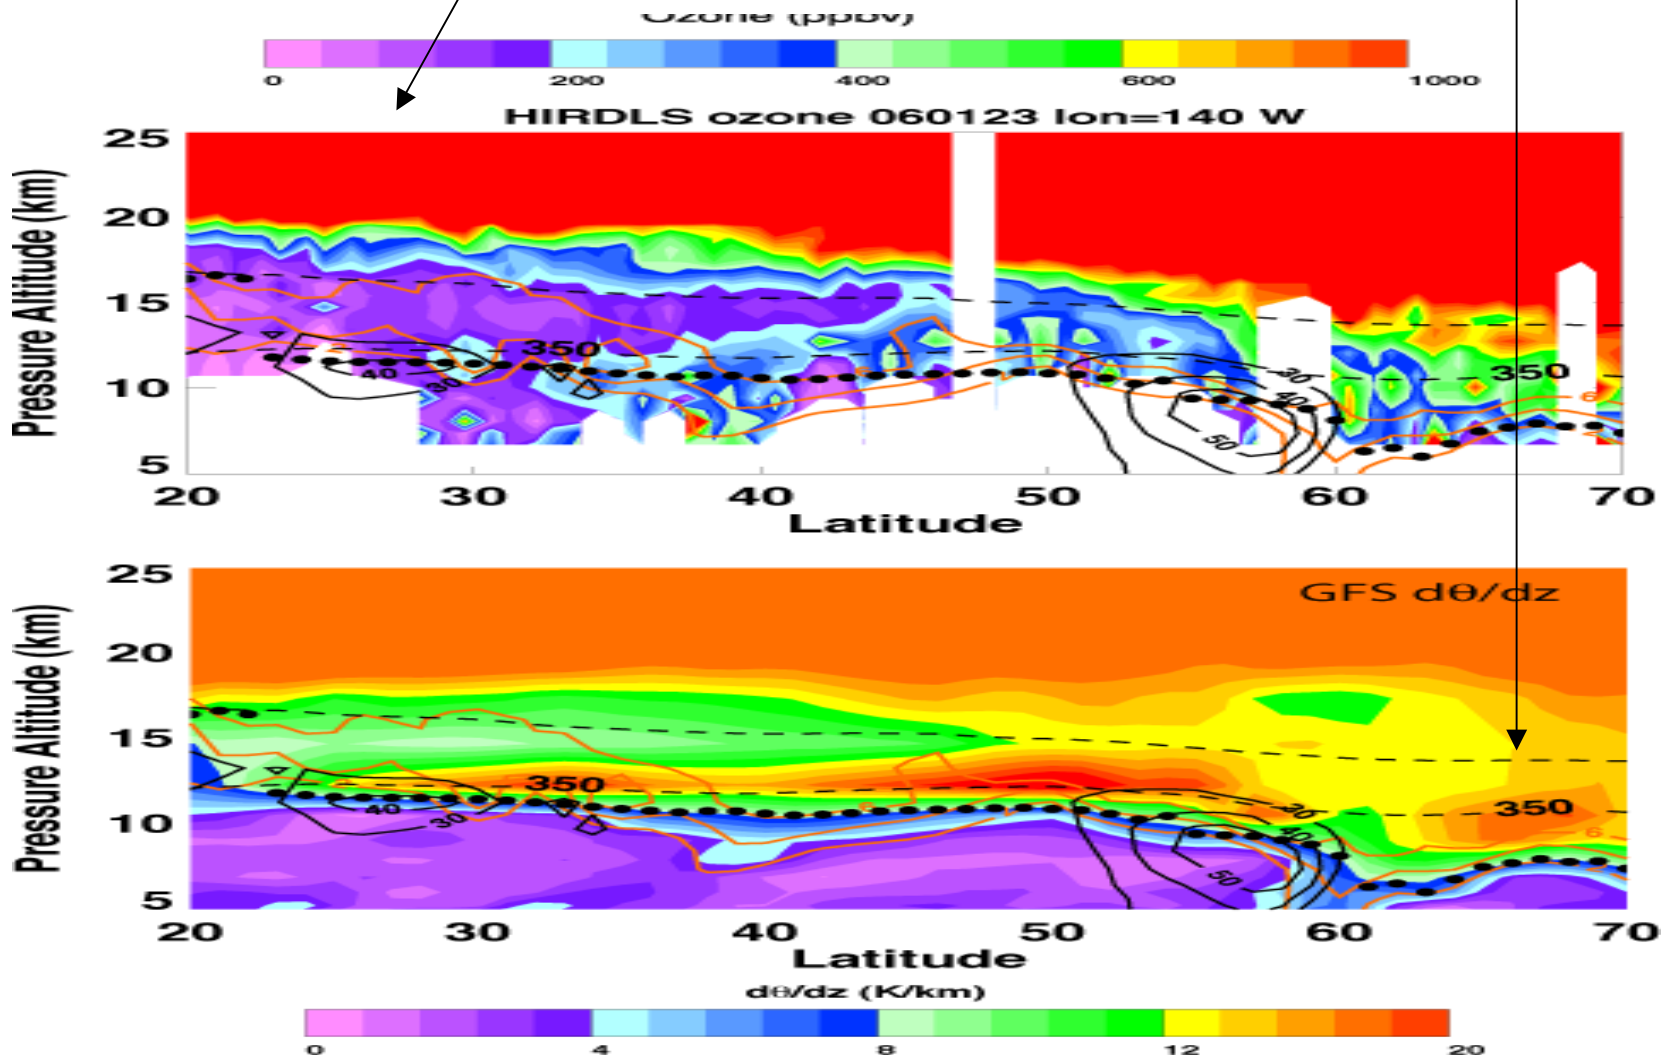 Ozone (ppbv)
0 200 400 600 1000
HIRDLS ozone 060123 lon=140 W
25
20
15
10
5
Pressure Altitude (km)
350
350
40
30
30
40
50
6
20 30 40 50 60 70
Latitude
GFS dθ/dz
25
20
15
10
5
Pressure Altitude (km)
350
350
40
30
30
40
50
6
6
20 30 40 50 60 70
Latitude
dθ/dz (K/km)
0 4 8 12 20